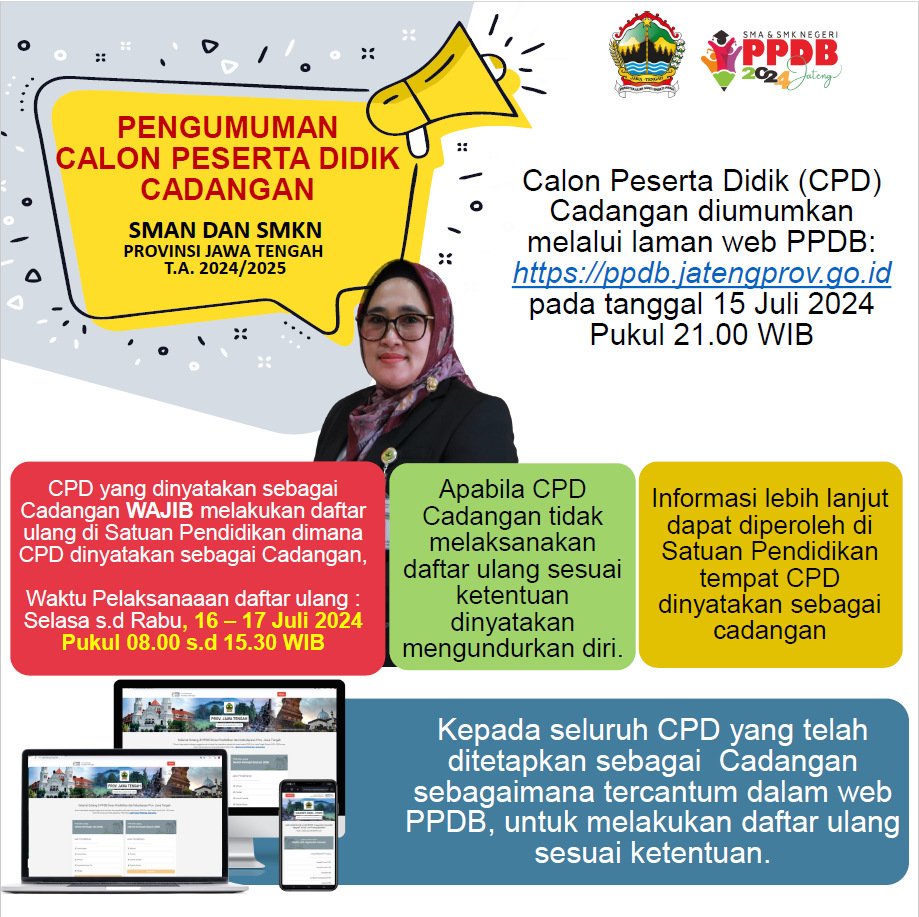 PENGUMUMAN
CALON PESERTA DIDIK
CADANGAN
SMAN DAN SMKN
PROVINSI JAWA TENGAH
T.A. 2024/2025
JAWA - TENGAH
SMA & SMK NEGERI
PPDB
2024 Jateng
Calon Peserta Didik (CPD)
Cadangan diumumkan
melalui laman web PPDB:
https://ppdb.jatengprov.go.id
pada tanggal 15 Juli 2024
Pukul 21.00 WIB
CPD yang dinyatakan sebagai
Cadangan WAJIB melakukan daftar
ulang di Satuan Pendidikan dimana
CPD dinyatakan sebagai Cadangan,
Waktu Pelaksanaaan daftar ulang :
Selasa s.d Rabu, 16 – 17 Juli 2024
Pukul 08.00 s.d 15.30 WIB
Apabila CPD
Cadangan tidak
melaksanakan
daftar ulang sesuai
ketentuan
dinyatakan
mengundurkan diri.
Informasi lebih lanjut
dapat diperoleh di
Satuan Pendidikan
tempat CPD
dinyatakan sebagai
cadangan
PROV. JAWA TENGAH
PROV. JAWA TENGAH
Kepada seluruh CPD yang telah
ditetapkan sebagai Cadangan
sebagaimana tercantum dalam web
PPDB, untuk melakukan daftar ulang
sesuai ketentuan.